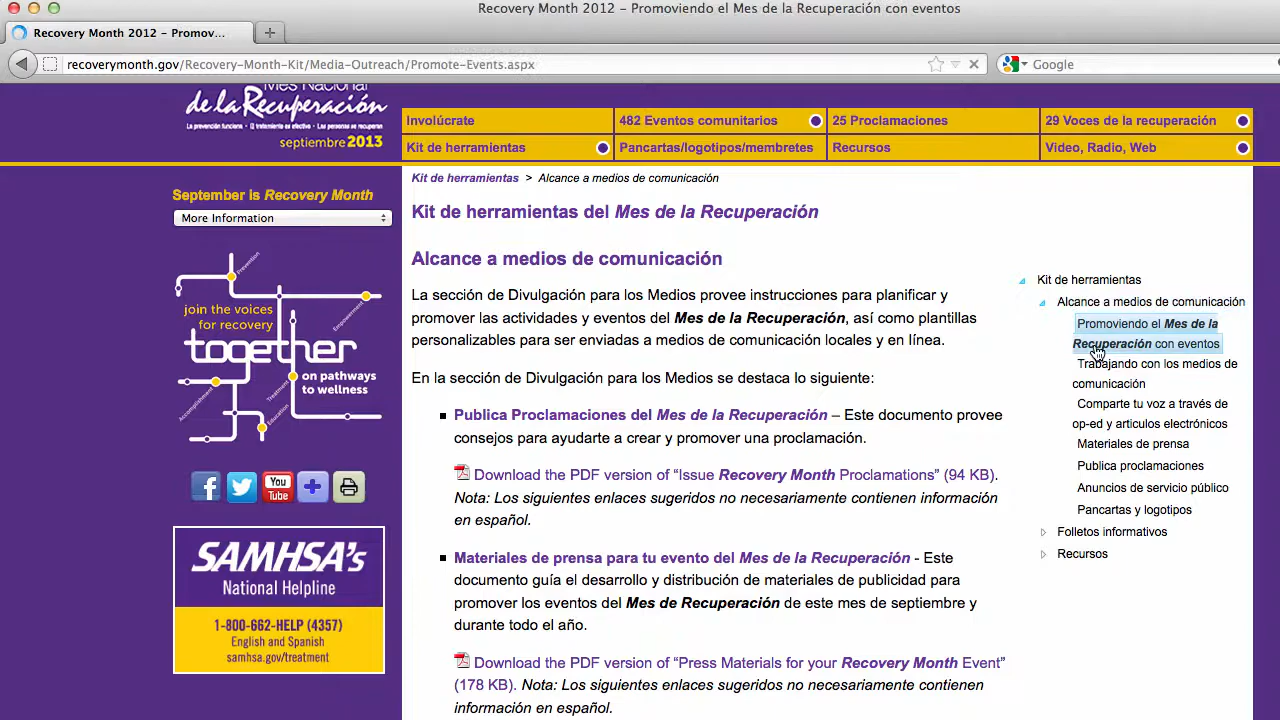 Recovery Month 2012 - Promoviendo el Mes de la Recuperación con eventos
Recovery Month 2012 - Promov...
recoverymonth.gov/Recovery-Month-Kit/Media-Outreach/Promote-Events.aspx
Google
Mes Nacional
de la Recuperación
La prevención funciona · El tratamiento es efectivo · Las personas se recuperan
septiembre 2013
Involúcrate
482 Eventos comunitarios
25 Proclamaciones
29 Voces de la recuperación
Kit de herramientas
Pancartas/logotipos/membretes
Recursos
Video, Radio, Web
September is Recovery Month
More Information
Prevention
join the voices
for recovery
Empowerment
together
on pathways
to wellness
Accomplishment
Treatment
Education
You
Tube
SAMHSA's
National Helpline
1-800-662-HELP (4357)
English and Spanish
samhsa.gov/treatment
Kit de herramientas > Alcance a medios de comunicación
Kit de herramientas del Mes de la Recuperación
Alcance a medios de comunicación
La sección de Divulgación para los Medios provee instrucciones para planificar y
promover las actividades y eventos del Mes de la Recuperación, así como plantillas
personalizables para ser enviadas a medios de comunicación locales y en línea.
En la sección de Divulgación para los Medios se destaca lo siguiente:
Publica Proclamaciones del Mes de la Recuperación – Este documento provee
consejos para ayudarte a crear y promover una proclamación.
Download the PDF version of “Issue Recovery Month Proclamations” (94 KB).
Nota: Los siguientes enlaces sugeridos no necesariamente contienen información
en español.
Materiales de prensa para tu evento del Mes de la Recuperación - Este
documento guía el desarrollo y distribución de materiales de publicidad para
promover los eventos del Mes de Recuperación de este mes de septiembre y
durante todo el año.
Download the PDF version of “Press Materials for your Recovery Month Event”
(178 KB). Nota: Los siguientes enlaces sugeridos no necesariamente contienen
información en español.
Kit de herramientas
Alcance a medios de comunicación
Promoviendo el Mes de la
Recuperación con eventos
Trabajando con los medios de
comunicación
Comparte tu voz a través de
op-ed y articulos electrónicos
Materiales de prensa
Publica proclamaciones
Anuncios de servicio público
Pancartas y logotipos
Folletos informativos
Recursos